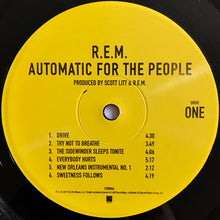 R.E.M.
AUTOMATIC FOR THE PEOPLE
PRODUCED BY SCOTT LITT & R.E.M.
DRIVE
ONE
1. DRIVE 4:30
2. TRY NOT TO BREATHE 3:49
3. THE SIDEWINDER SLEEPS TONITE 4:06
4. EVERYBODY HURTS 5:17
5. NEW ORLEANS INSTRUMENTAL NO. 1 2:12
6. SWEETNESS FOLLOWS 4:19